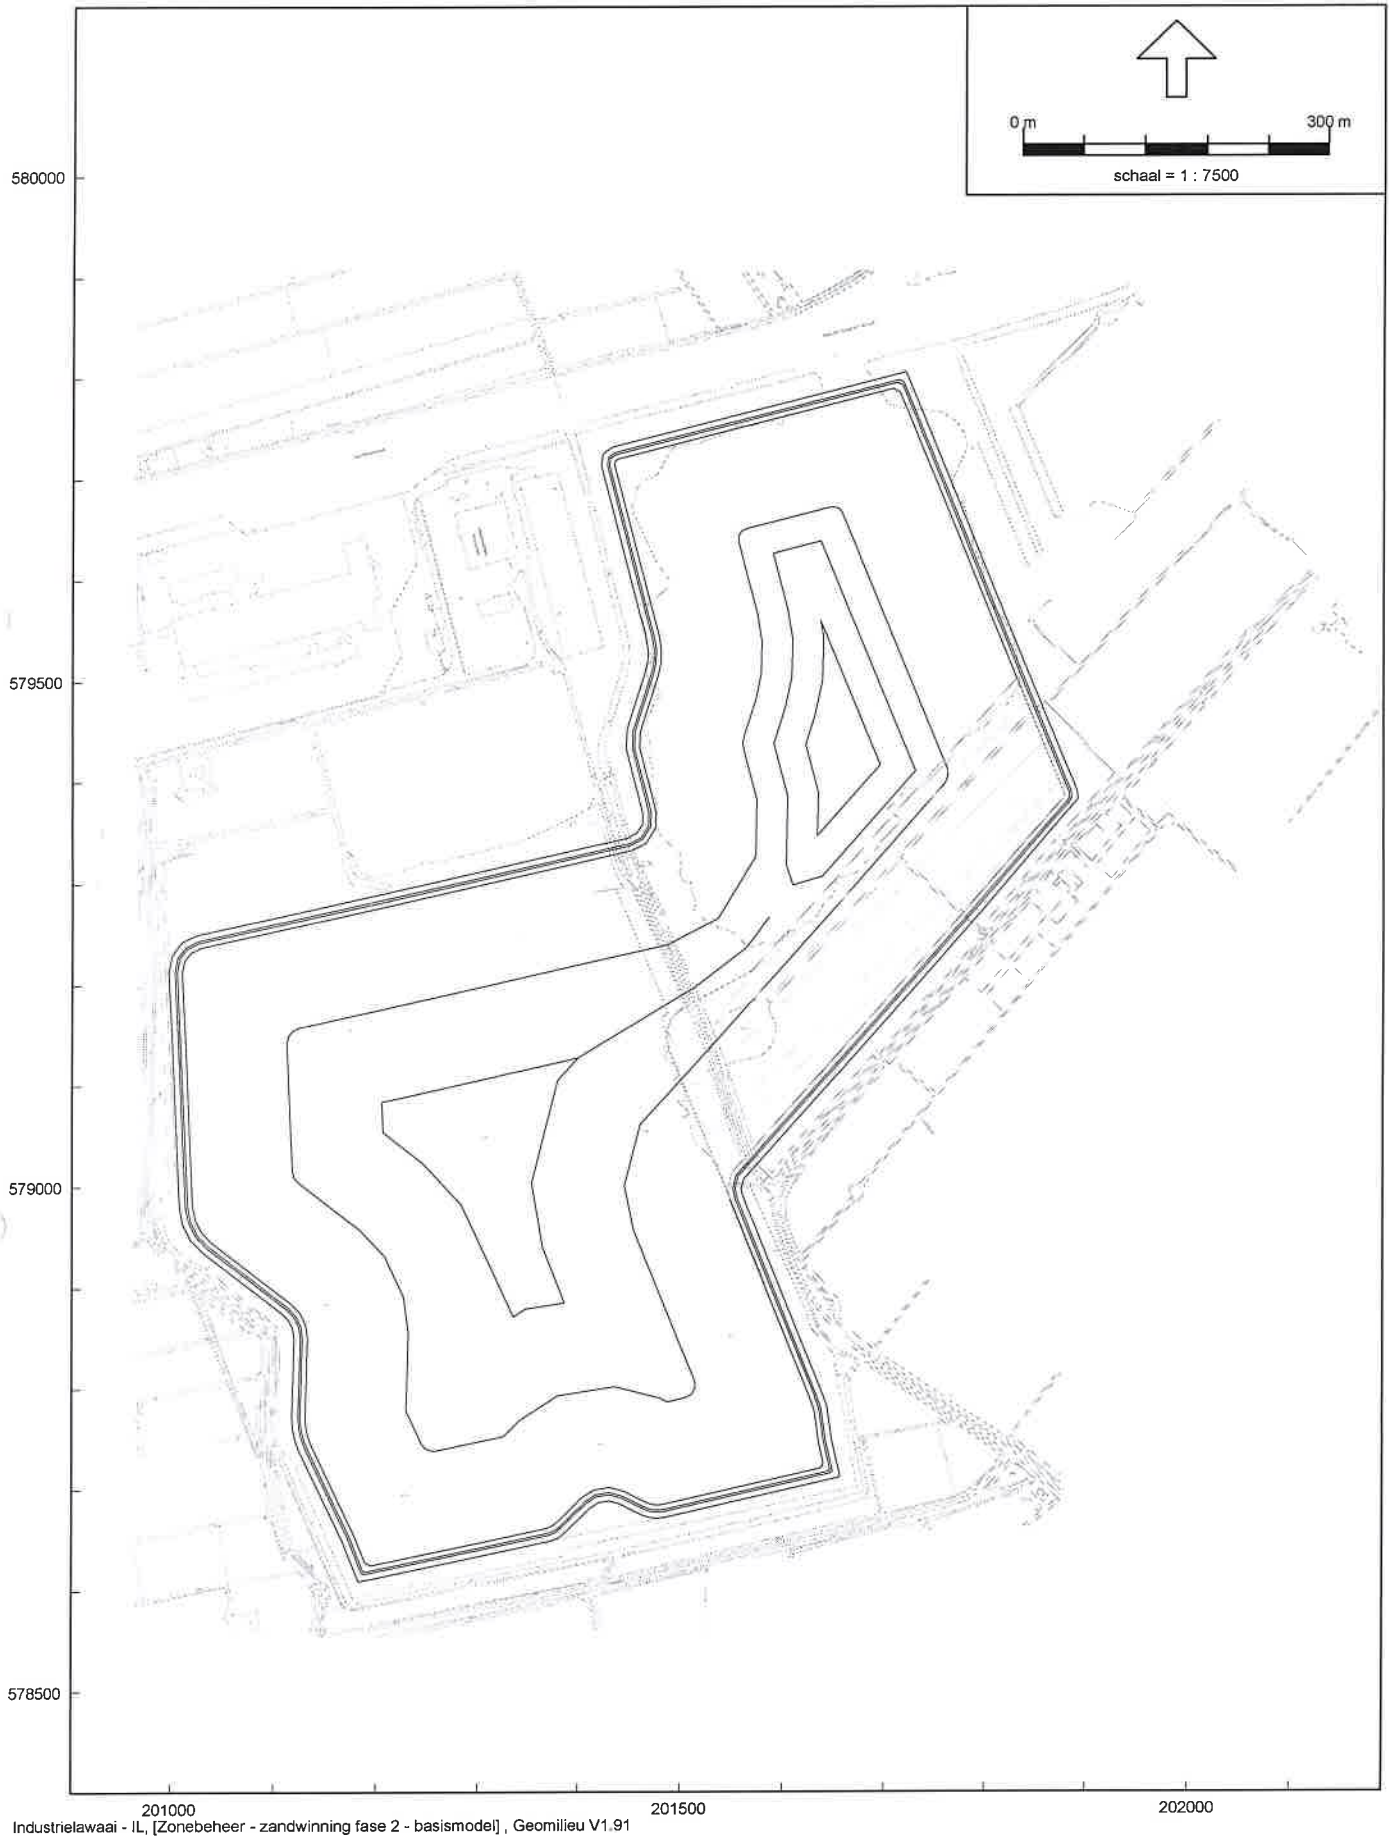 0 m 300 m
schaal = 1 : 7500
580000
579500
579000
578500
201000 201500 202000
Industrielawaai - IL, [Zonebeheer - zandwinning fase 2 - basismodel] , Geomilieu V1.91